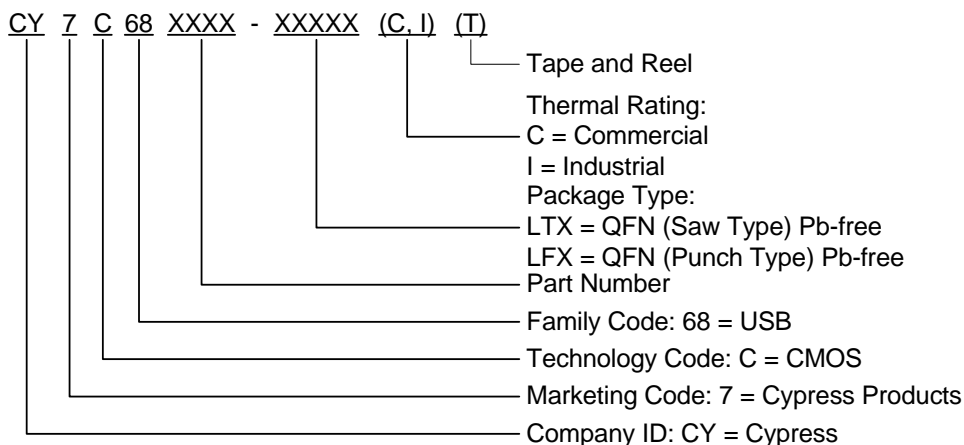 CY 7 C 68 XXXX - XXXXX (C, I) (T)
Tape and Reel
Thermal Rating:
C = Commercial
I = Industrial
Package Type:
LTX = QFN (Saw Type) Pb-free
LFX = QFN (Punch Type) Pb-free
Part Number
Family Code: 68 = USB
Technology Code: C = CMOS
Marketing Code: 7 = Cypress Products
Company ID: CY = Cypress